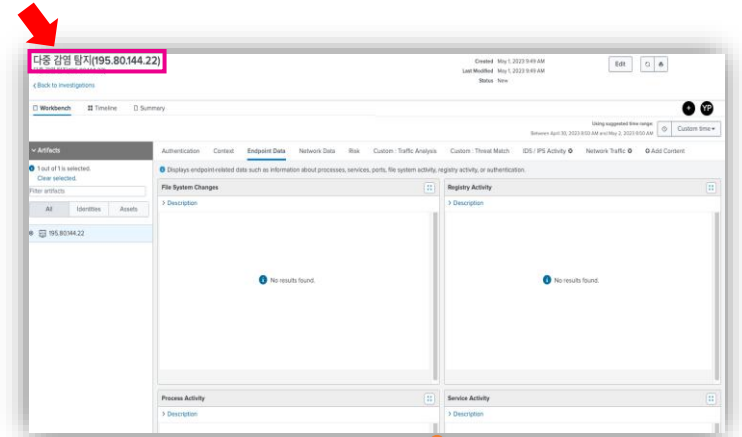 다중 감염 탐지(195.80.144.22)
Created May 1, 2023 9:49 AM
Last Modified May 1, 2023 9:49 AM
Status New
Edit
< Back to investigations
Workbench Timeline Summary
YP
Using suggested time range:
Between April 30, 2023 9:50 AM and May 2, 2023 9:50 AM
Custom time
Artifacts
Authentication Context Endpoint Data Network Data Risk Custom : Traffic Analysis Custom : Threat Match IDS / IPS Activity Network Traffic Add Content
1 out of 1 is selected.
Clear selected.
Displays endpoint-related data such as information about processes, services, ports, file system activity, registry activity, or authentication.
Filter artifacts
All Identities Assets
195.80.144.22
File System Changes
> Description
No results found.
Registry Activity
> Description
No results found.
Process Activity
> Description
Service Activity
> Description